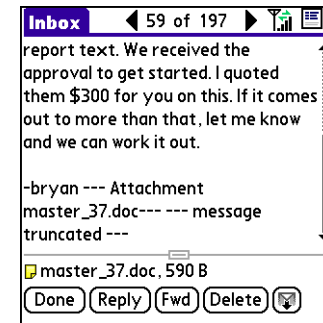 Inbox 59 of 197
report text. We received the
approval to get started. I quoted
them $300 for you on this. If it comes
out to more than that, let me know
and we can work it out.
-bryan --- Attachment
master_37.doc--- --- message
truncated ---
master_37.doc, 590 B
Done Reply Fwd Delete